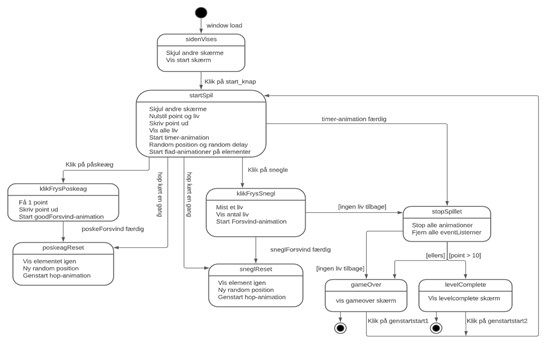 window load
sidenVises
Skjul andre skærme
Vis start skærm
Klik på start_knap
startSpil
Skjul andre skærme
Nulstil point og liv
Skriv point ud
Vis alle liv
Start timer-animation
Random position og random delay
Start flad-animationer på elementer
timer-animation færdig
Klik på påskeæg
hop kørt en gang
hop kørt en gang
Klik på snegle
klikFrysPoskeag
Få 1 point
Skriv point ud
Start goodForsvind-animation
klikFrysSnegl
Mist et liv
Vis antal liv
Start Forsvind-animation
[ingen liv tilbage]
stopSpillet
Stop alle animationer
Fjern alle eventListener
poskeForsvind færdig
poskeagReset
Vis elementet igen
Ny random position
Genstart hop-animation
sneglForsvind færdig
sneglReset
Vis element igen
Ny random position
Genstart hop-animation
[ingen liv tilbage]
[ellers]
[point > 10]
gameOver
vis gameover skærm
levelComplete
Vis levelcomplete skærm
Klik på genstartstart1
Klik på genstartstart2